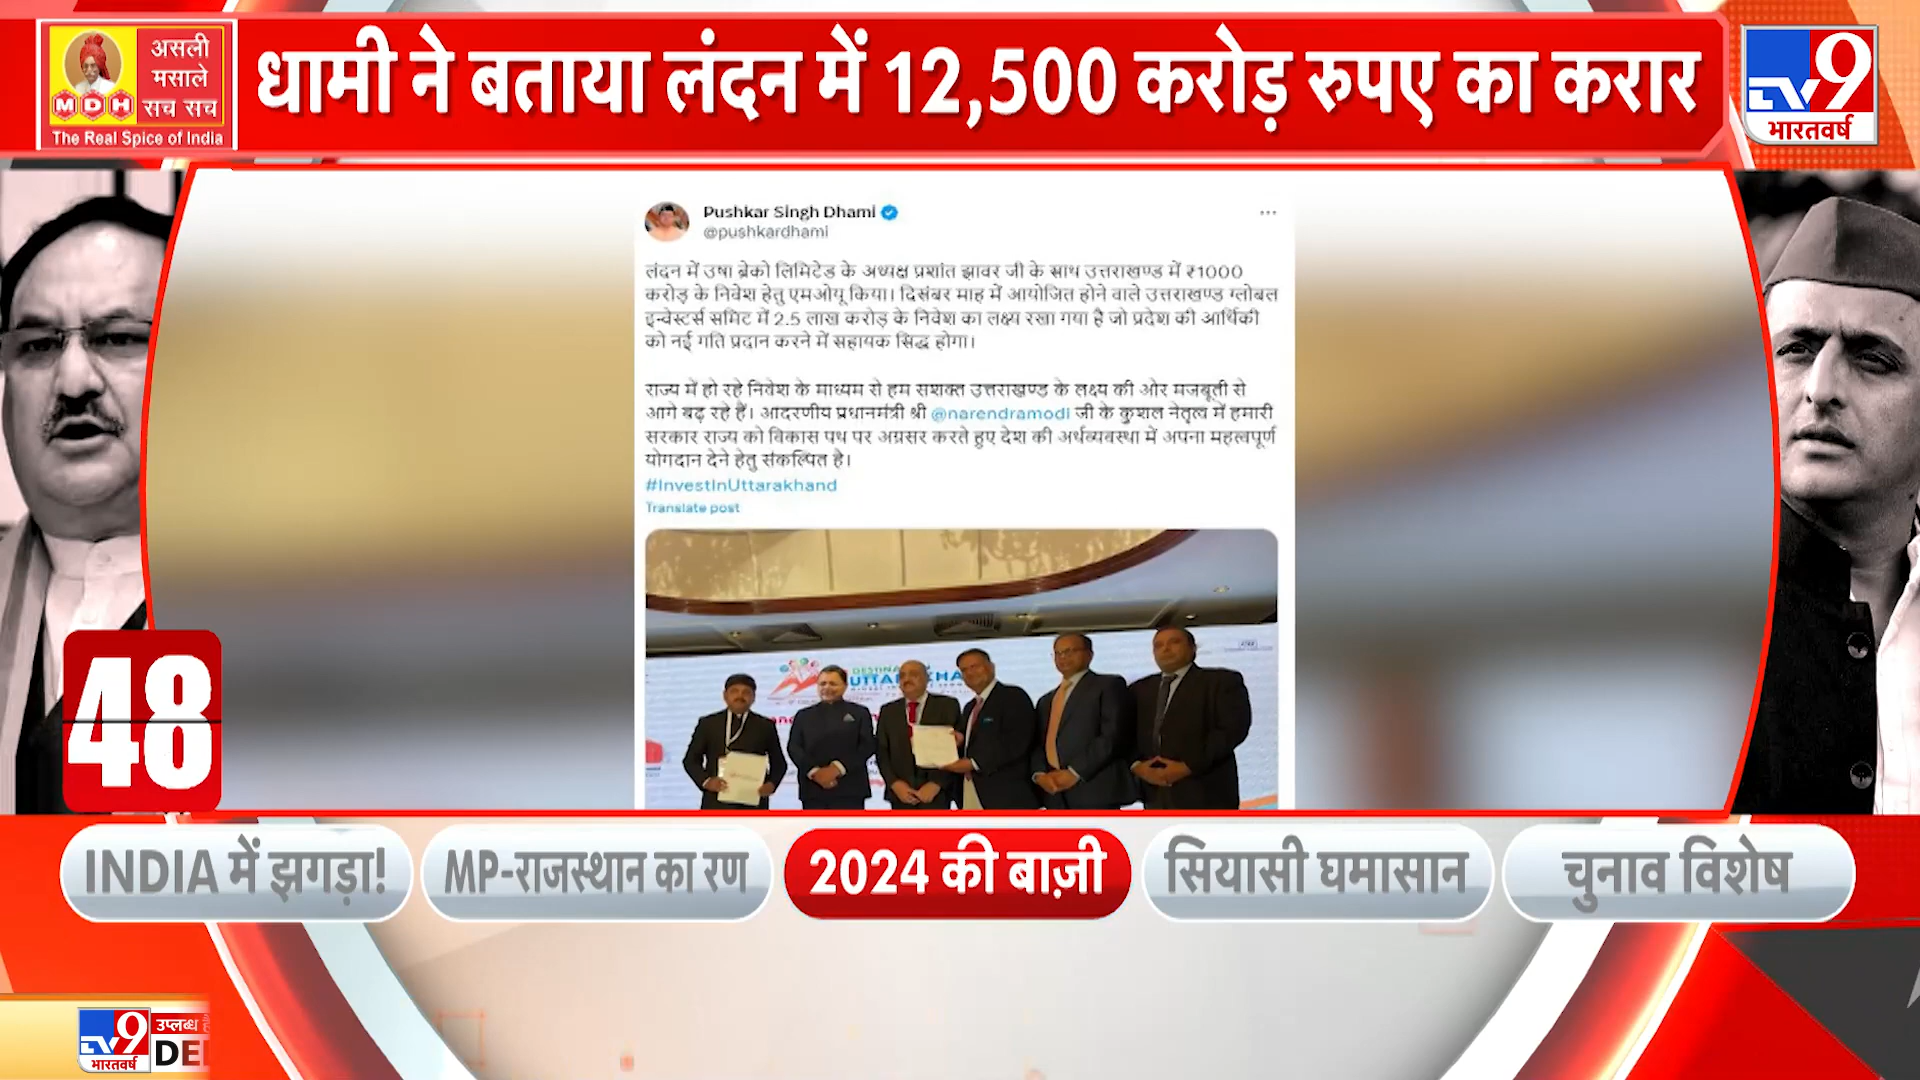 असली
मसाले
सच सच
MDH
The Real Spice of India
धामी ने बताया लंदन में 12,500 करोड़ रुपए का करार
TV9
भारतवर्ष
Pushkar Singh Dhami
@pushkardhami
लंदन में उषा ब्रेको लिमिटेड के अध्यक्ष प्रशांत झावर जी के साथ उत्तराखण्ड में ₹1000
करोड़ के निवेश हेतु एमओयू किया। दिसंबर माह में आयोजित होने वाले उत्तराखण्ड ग्लोबल
इन्वेस्टर्स समिट में 2.5 लाख करोड़ के निवेश का लक्ष्य रखा गया है जो प्रदेश की आर्थिकी
को नई गति प्रदान करने में सहायक सिद्ध होगा।
राज्य में हो रहे निवेश के माध्यम से हम सशक्त उत्तराखण्ड के लक्ष्य की ओर मजबूती से
आगे बढ़ रहे हैं। आदरणीय प्रधानमंत्री श्री @narendramodi जी के कुशल नेतृत्व में हमारी
सरकार राज्य को विकास पथ पर अग्रसर करते हुए देश की अर्थव्यवस्था में अपना महत्वपूर्ण
योगदान देने हेतु संकल्पित है।
#InvestInUttarakhand
Translate post
48
INDIA में झगड़ा!
MP-राजस्थान का रण
2024 की बाज़ी
सियासी घमासान
चुनाव विशेष
TV9
भारतवर्ष
उप्लब्ध